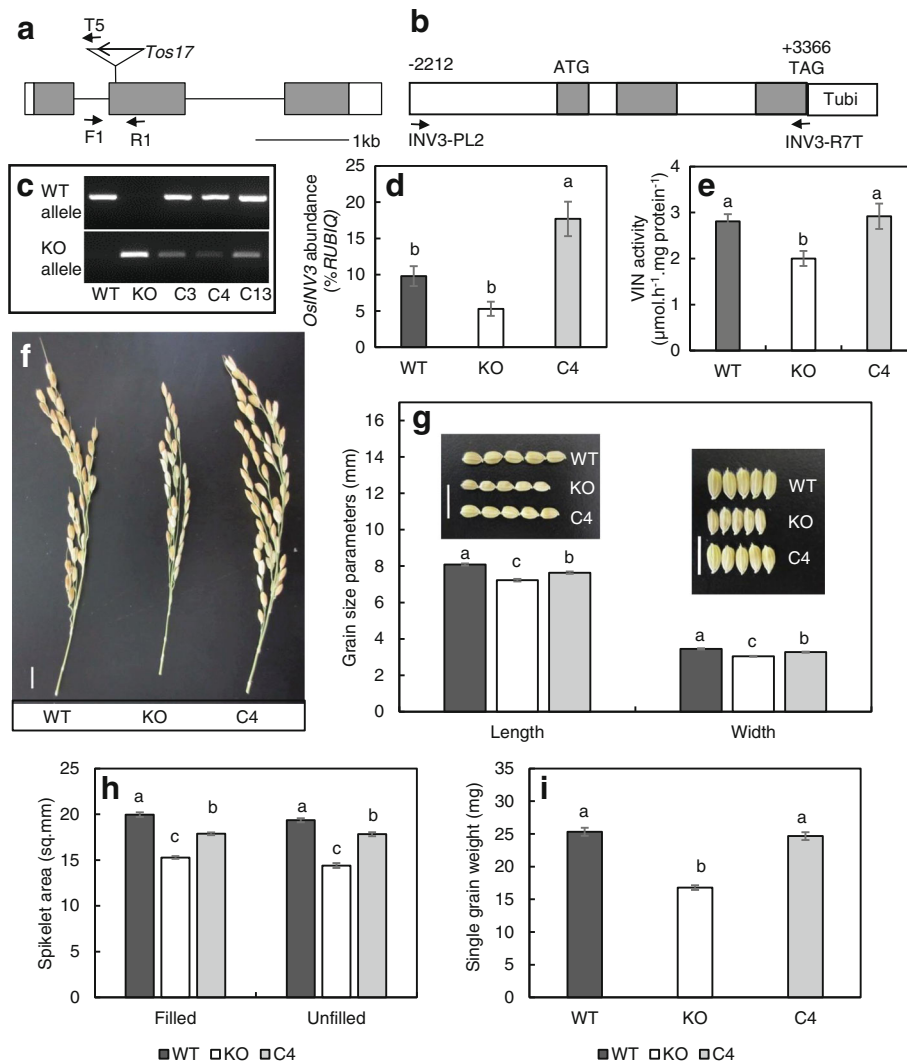 a
T5
Tos17
F1
R1
1kb
b
-2212
ATG
+3366
TAG
Tubi
INV3-PL2
INV3-R7T
c
WT
allele
KO
allele
WT KO C3 C4 C13
d
OsINV3 abundance
(%RUBIQ)
25
20
15
10
5
0
b
b
a
WT KO C4
e
VIN activity
(µmol.h⁻¹.mg protein⁻¹)
4
3
2
1
0
a
b
a
WT KO C4
f
WT KO C4
g
Grain size parameters (mm)
16
14
12
10
8
6
4
2
0
WT
KO
C4
WT
KO
C4
a
c
b
a
c
b
Length Width
h
Spikelet area (sq.mm)
25
20
15
10
5
0
a
c
b
a
c
b
Filled Unfilled
WT KO C4
i
Single grain weight (mg)
35
30
25
20
15
10
5
0
a
b
a
WT KO C4
WT KO C4